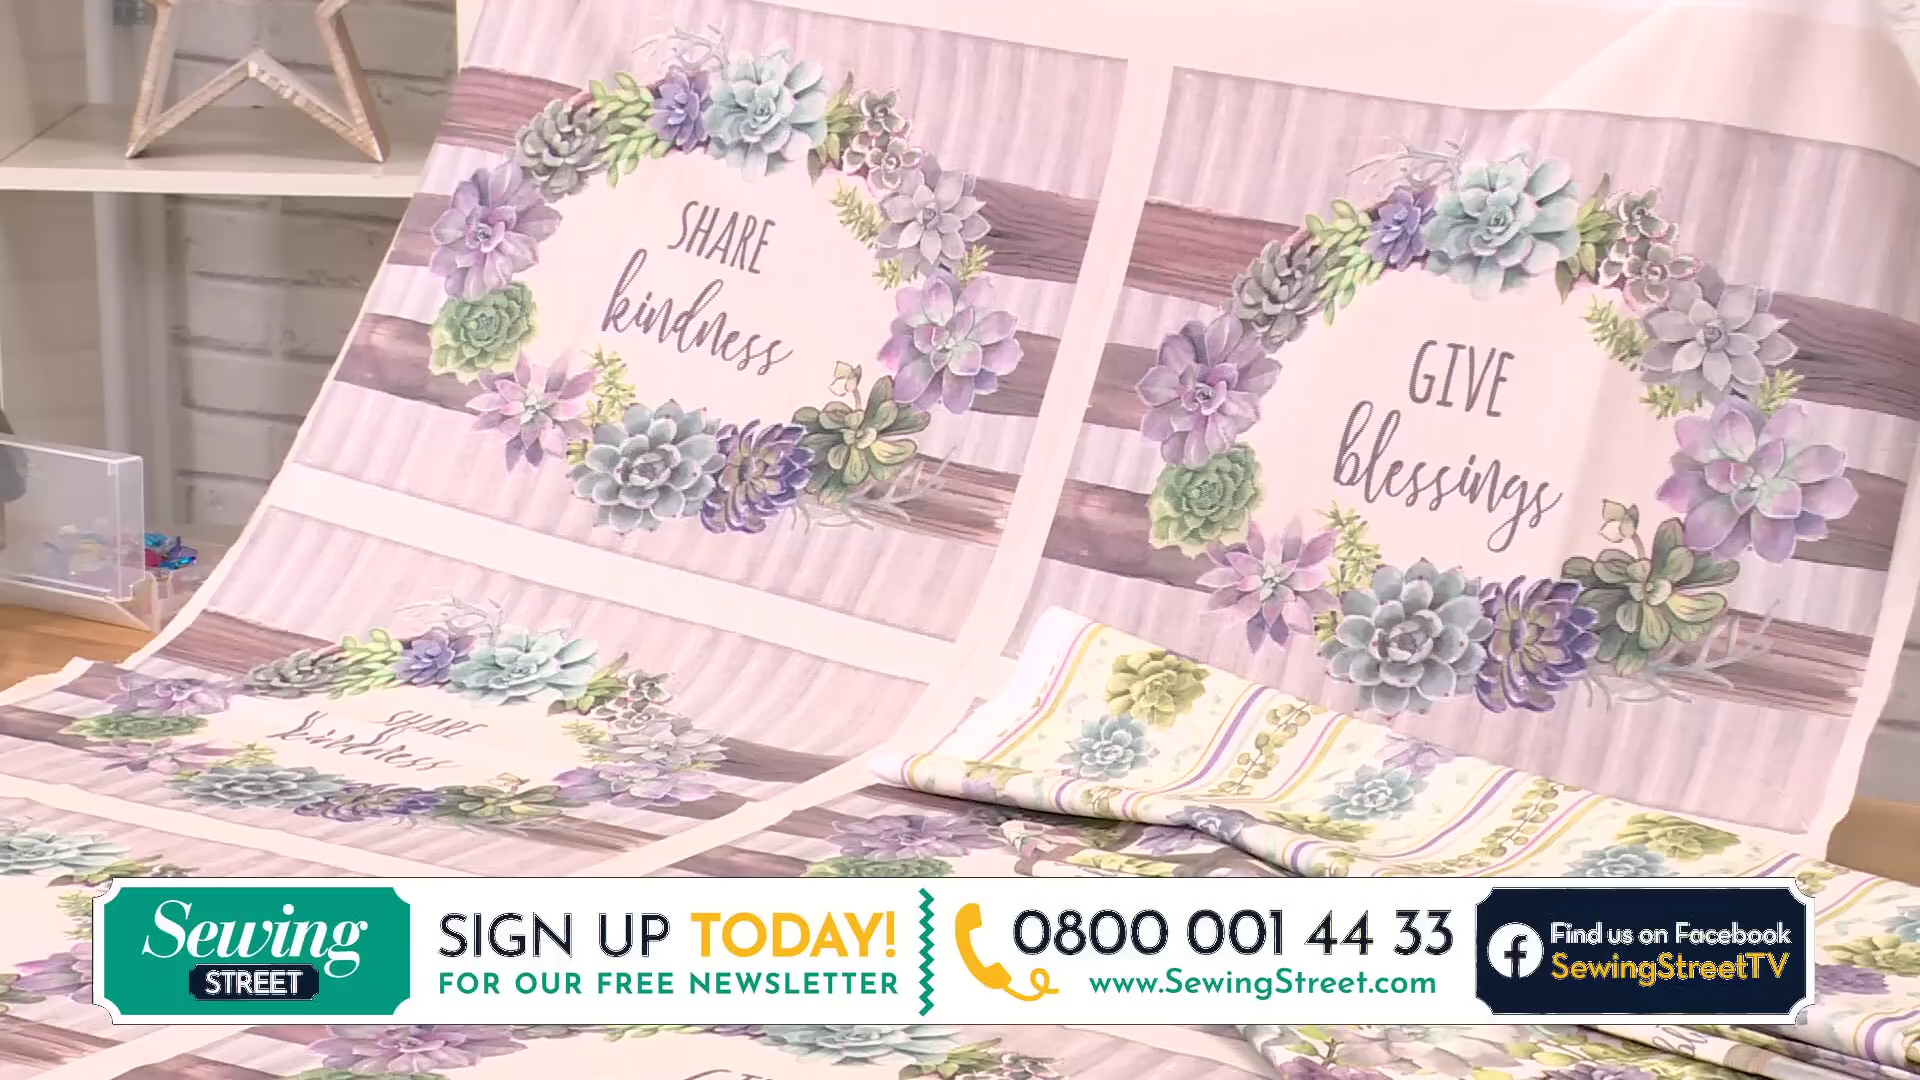 SHARE
kindness
GIVE
blessings
SHARE
kindness
Sewing
STREET
SIGN UP TODAY!
FOR OUR FREE NEWSLETTER
0800 001 44 33
www.SewingStreet.com
Find us on Facebook
SewingStreetTV